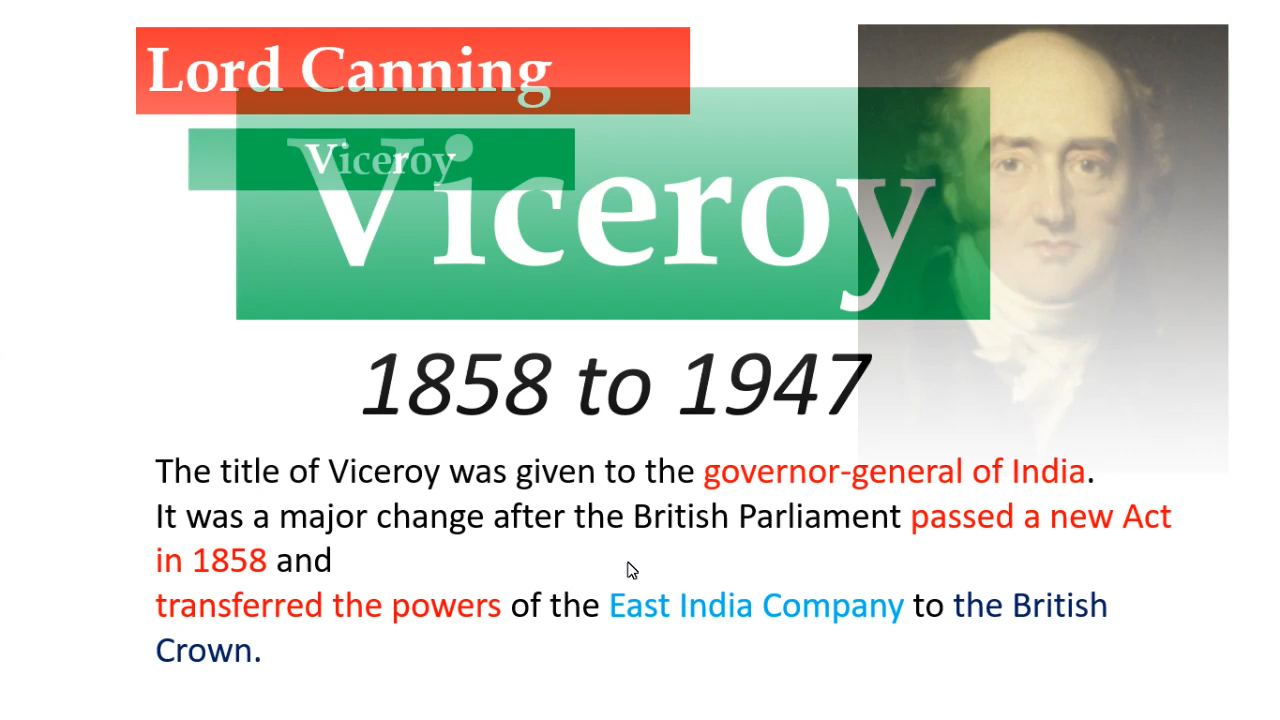 Lord Canning
Viceroy
Viceroy
1858 to 1947
The title of Viceroy was given to the governor-general of India.
It was a major change after the British Parliament passed a new Act
in 1858 and
transferred the powers of the East India Company to the British
Crown.